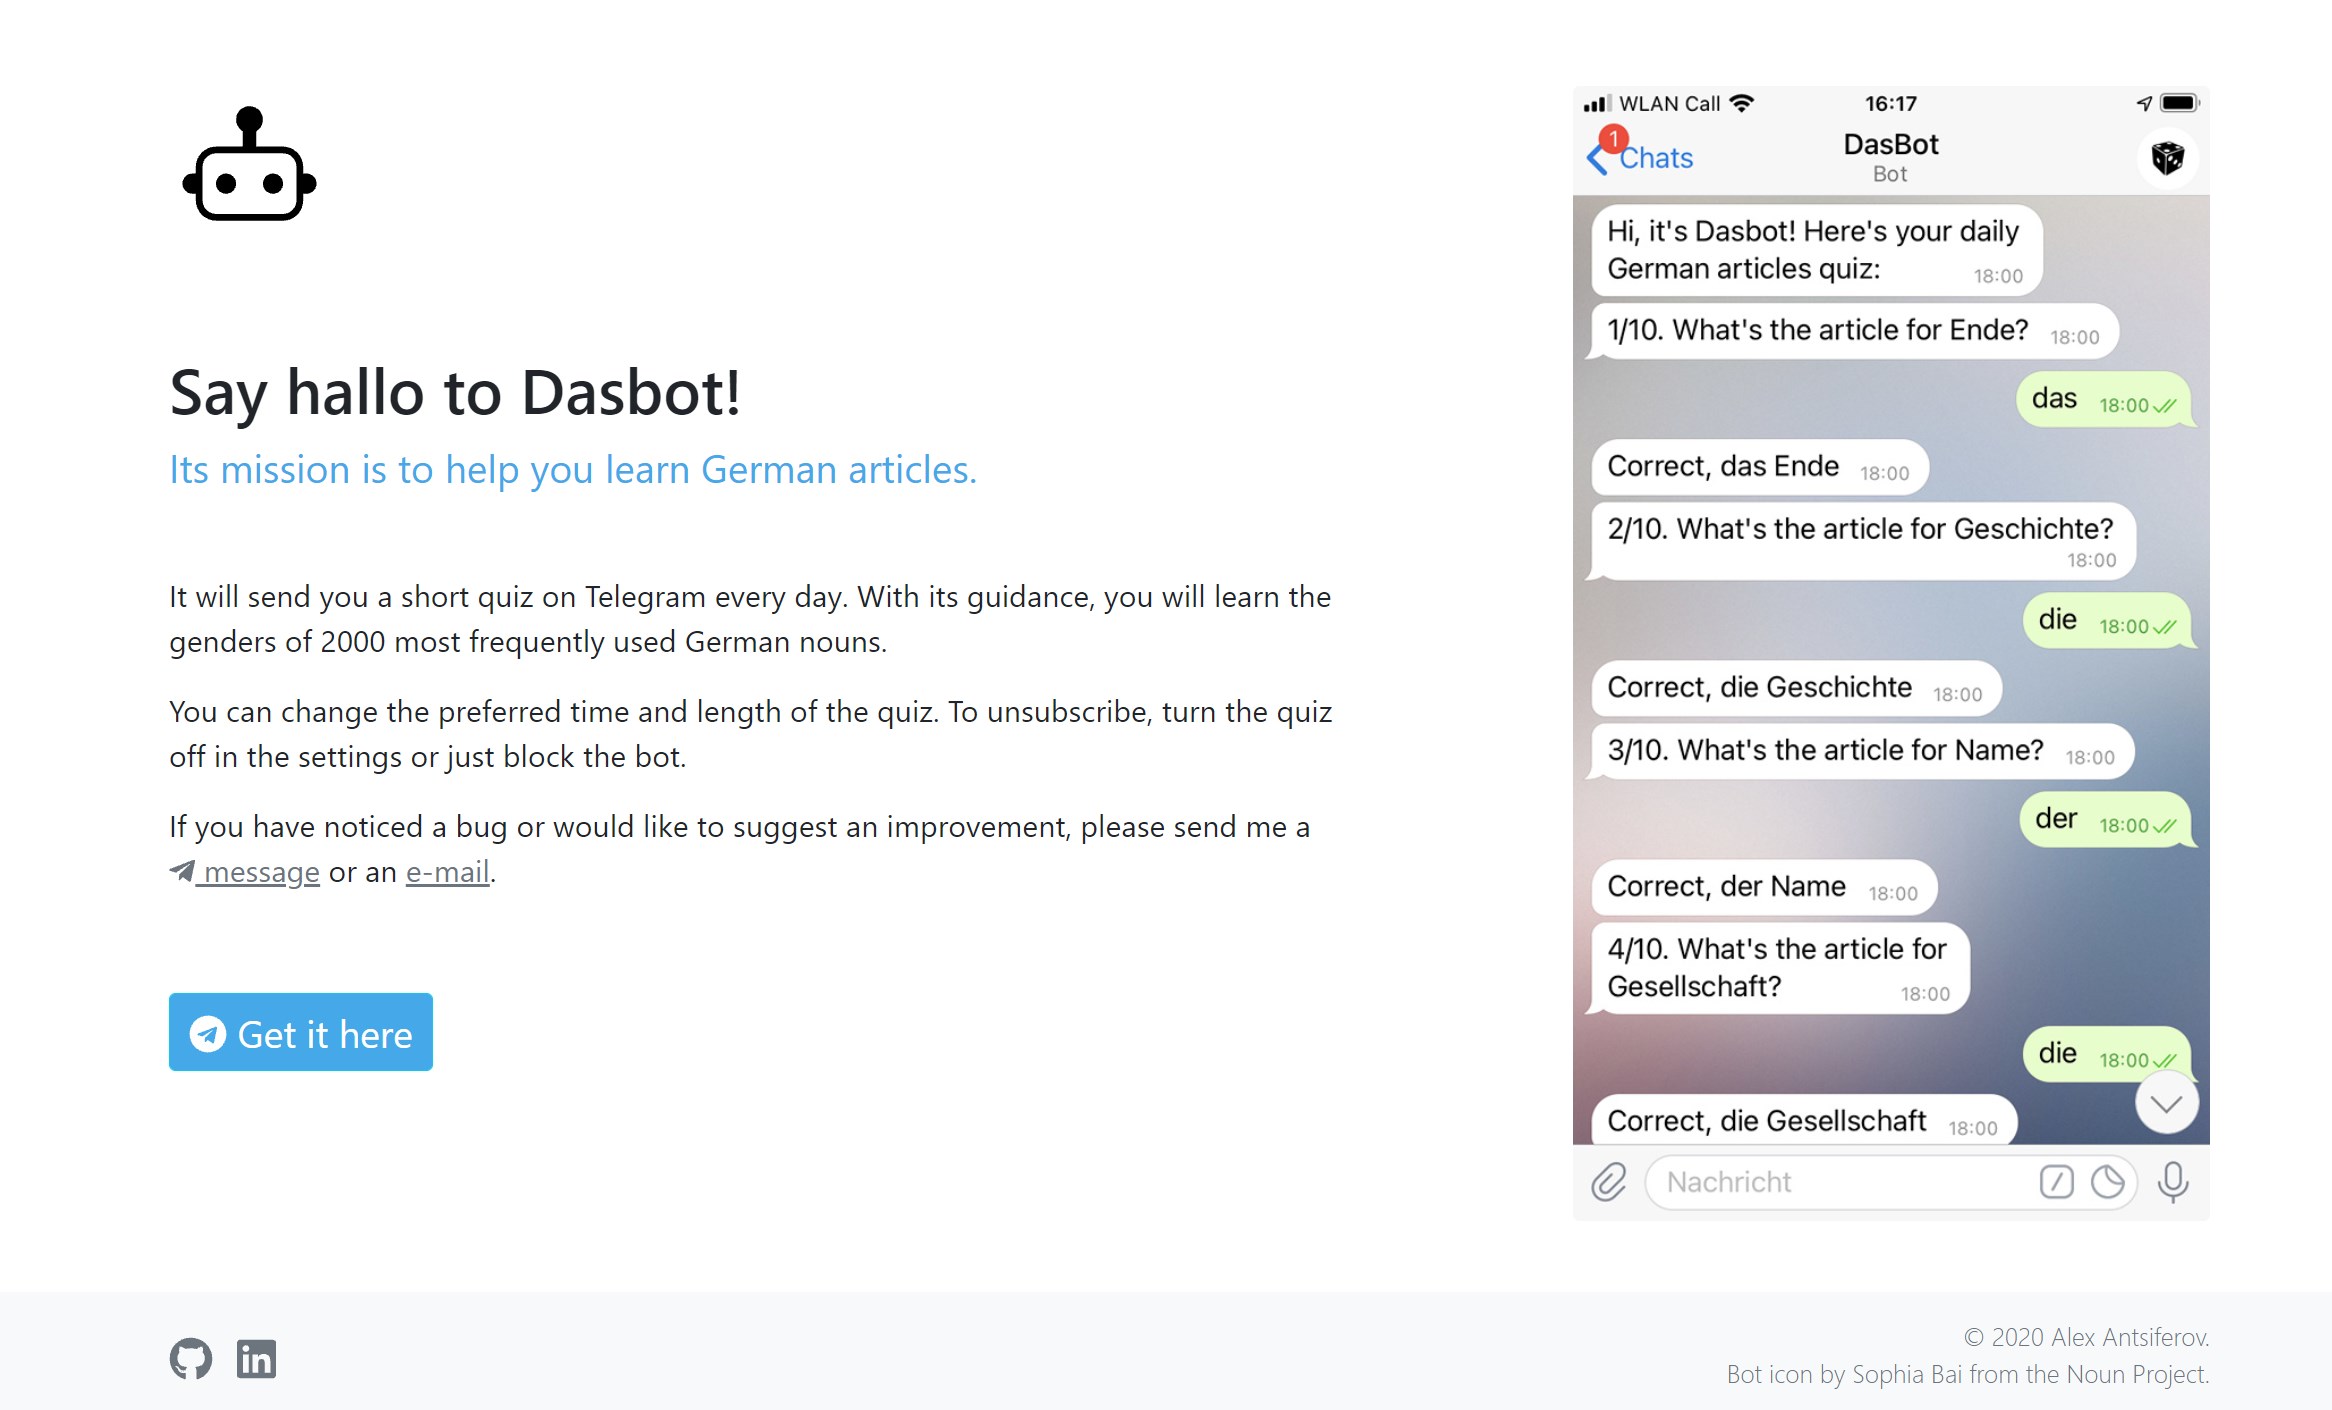 Say hallo to Dasbot!
Its mission is to help you learn German articles.
It will send you a short quiz on Telegram every day. With its guidance, you will learn the
genders of 2000 most frequently used German nouns.
You can change the preferred time and length of the quiz. To unsubscribe, turn the quiz
off in the settings or just block the bot.
If you have noticed a bug or would like to suggest an improvement, please send me a
message or an e-mail.
Get it here
WLAN Call 16:17
1
Chats
DasBot
Bot
Hi, it's Dasbot! Here's your daily
German articles quiz: 18:00
1/10. What's the article for Ende? 18:00
das 18:00
Correct, das Ende 18:00
2/10. What's the article for Geschichte?
18:00
die 18:00
Correct, die Geschichte 18:00
3/10. What's the article for Name? 18:00
der 18:00
Correct, der Name 18:00
4/10. What's the article for
Gesellschaft? 18:00
die 18:00
Correct, die Gesellschaft 18:00
Nachricht
in
© 2020 Alex Antsiferov.
Bot icon by Sophia Bai from the Noun Project.